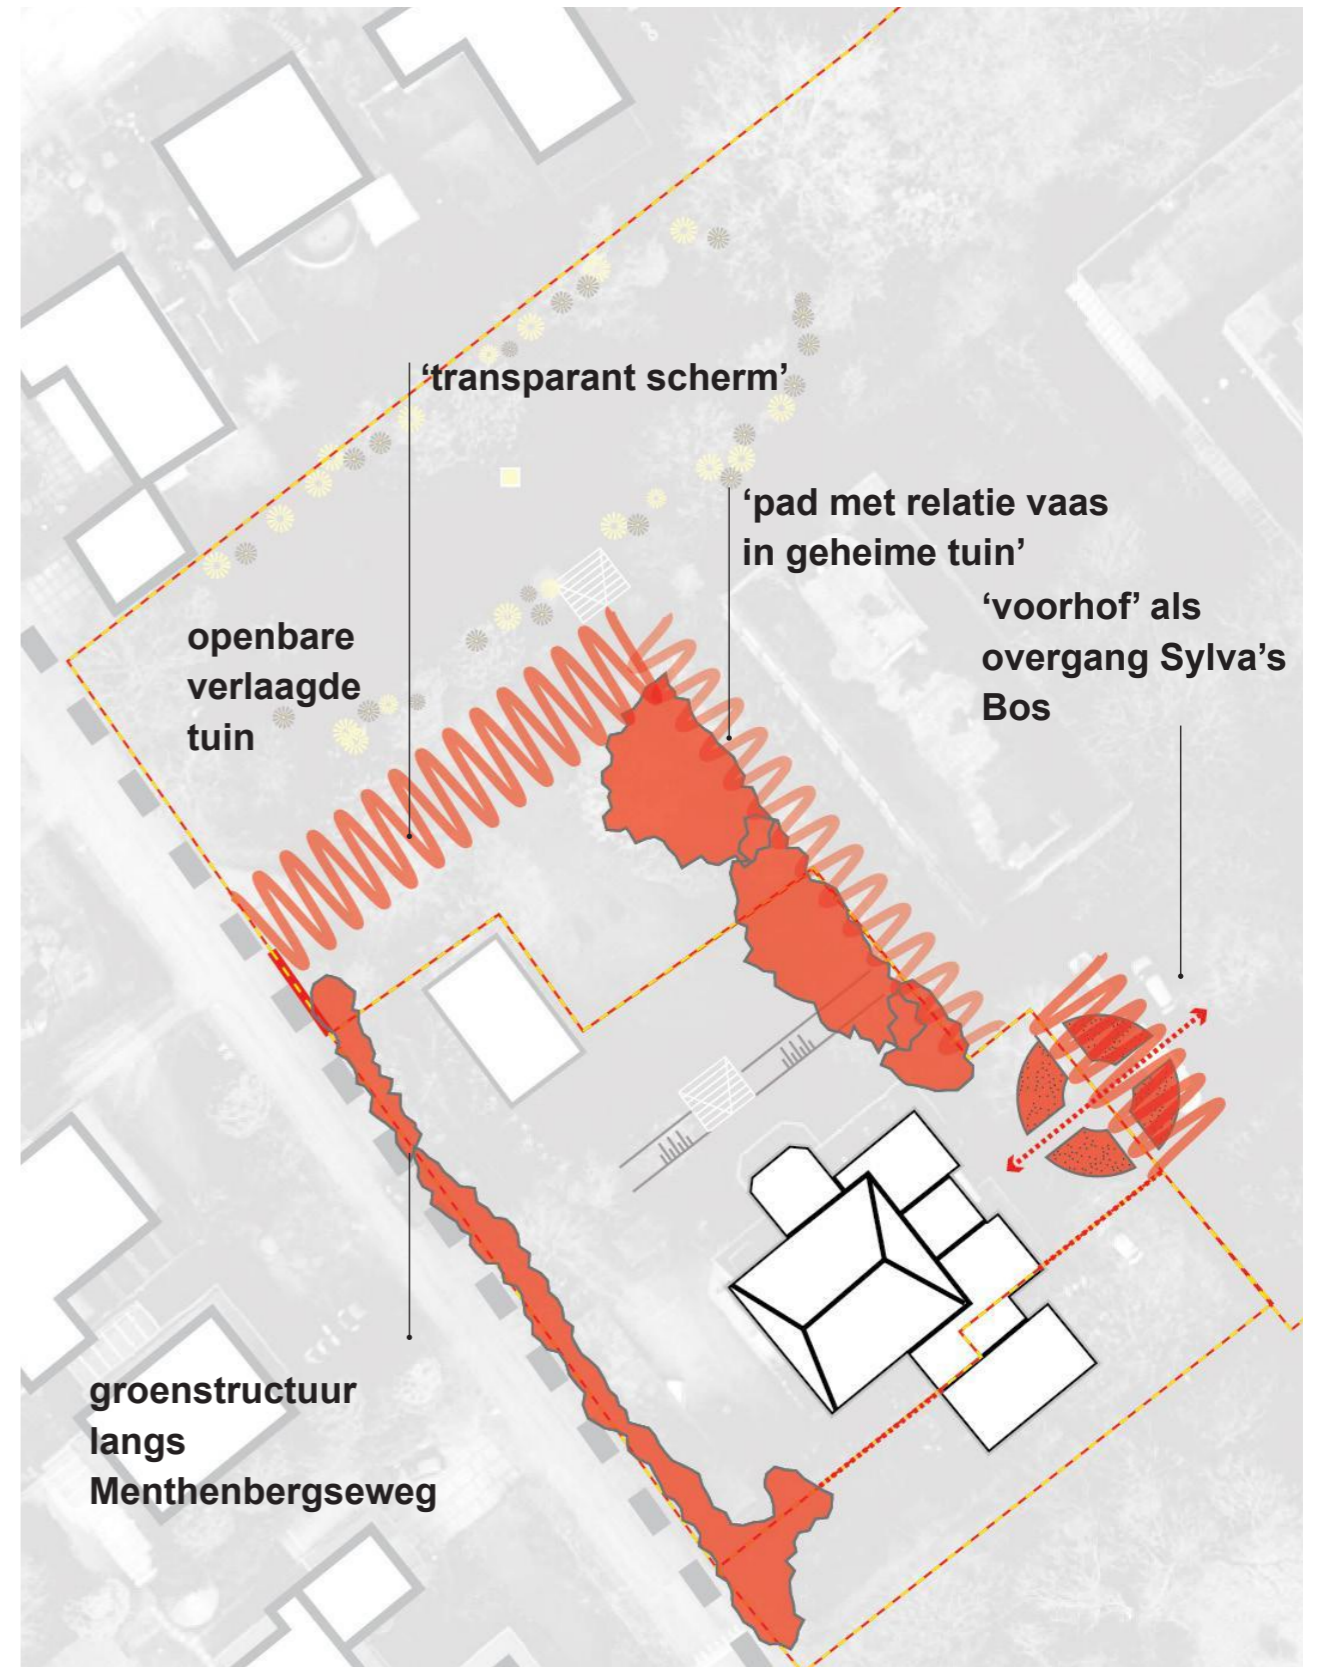 ‘transparant scherm’
‘pad met relatie vaas
in geheime tuin’
‘voorhof’ als
overgang Sylva’s
Bos
openbare
verlaagde
tuin
groenstructuur
langs
Menthenbergseweg